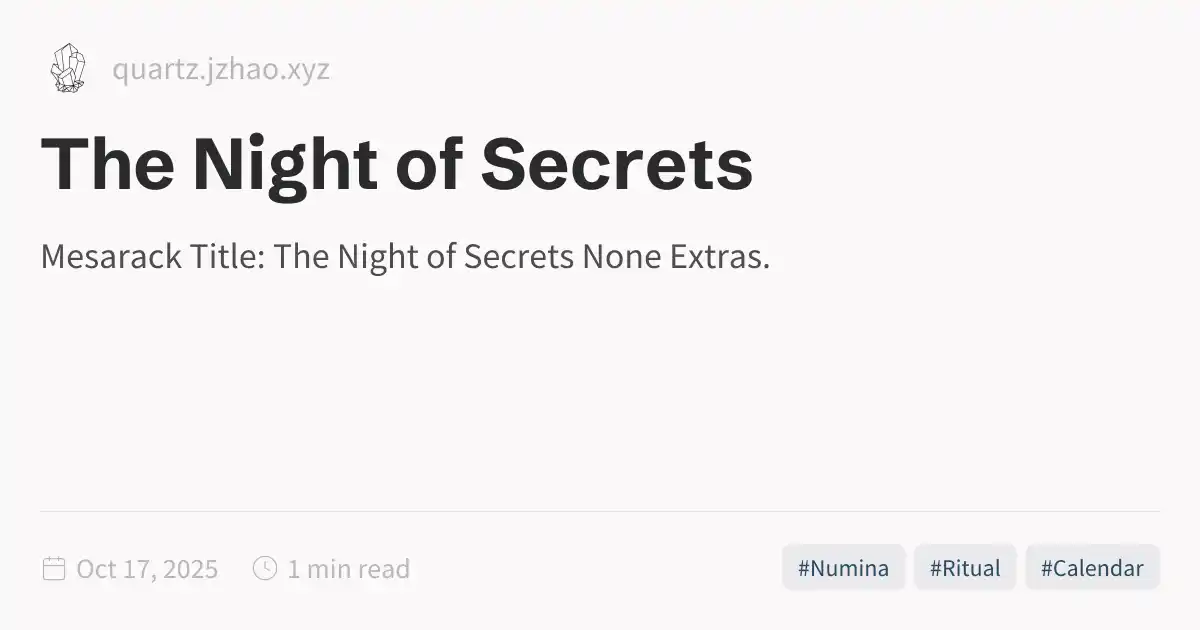 quartz.jzhao.xyz
The Night of Secrets
Mesarack Title: The Night of Secrets None Extras.
Oct 17, 2025 1 min read #Numina #Ritual #Calendar